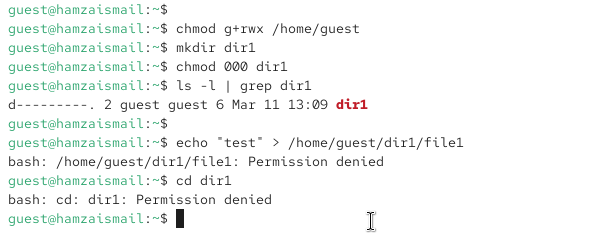 guest@hamzaismail:~$
guest@hamzaismail:~$ chmod g+rwx /home/guest
guest@hamzaismail:~$ mkdir dir1
guest@hamzaismail:~$ chmod 000 dir1
guest@hamzaismail:~$ ls -l | grep dir1
d---------. 2 guest guest 6 Mar 11 13:09 dir1
guest@hamzaismail:~$
guest@hamzaismail:~$ echo "test" > /home/guest/dir1/file1
bash: /home/guest/dir1/file1: Permission denied
guest@hamzaismail:~$ cd dir1
bash: cd: dir1: Permission denied
guest@hamzaismail:~$